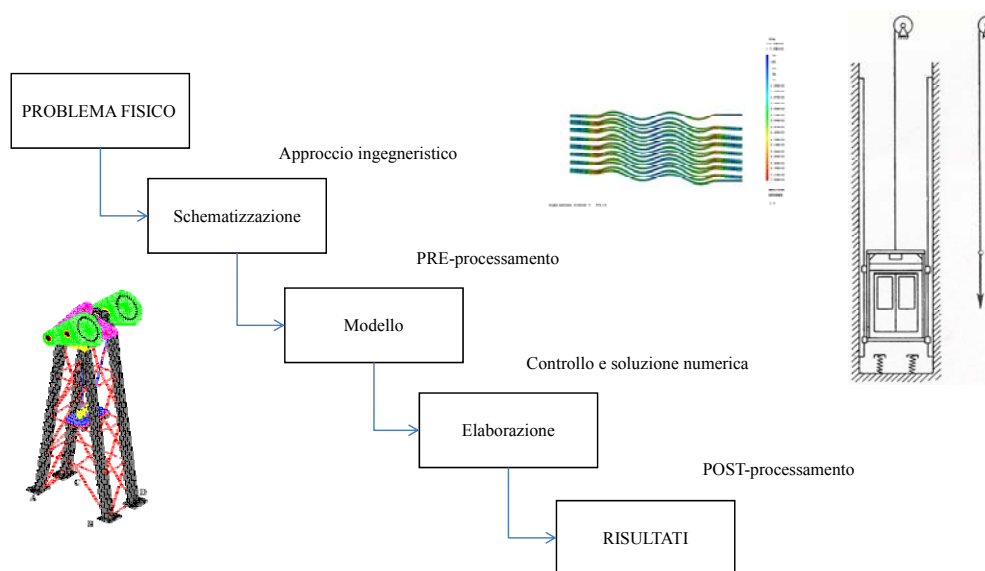 PROBLEMA FISICO
Approccio ingegneristico
Schematizzazione
PRE-processamento
Modello
Controllo e soluzione numerica
Elaborazione
POST-processamento
RISULTATI
A
C
D
B